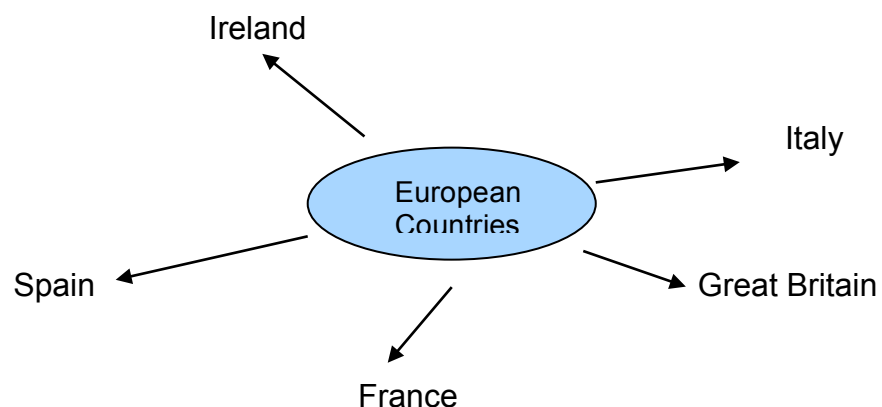 Ireland
Italy
European
Countries
Spain
Great Britain
France